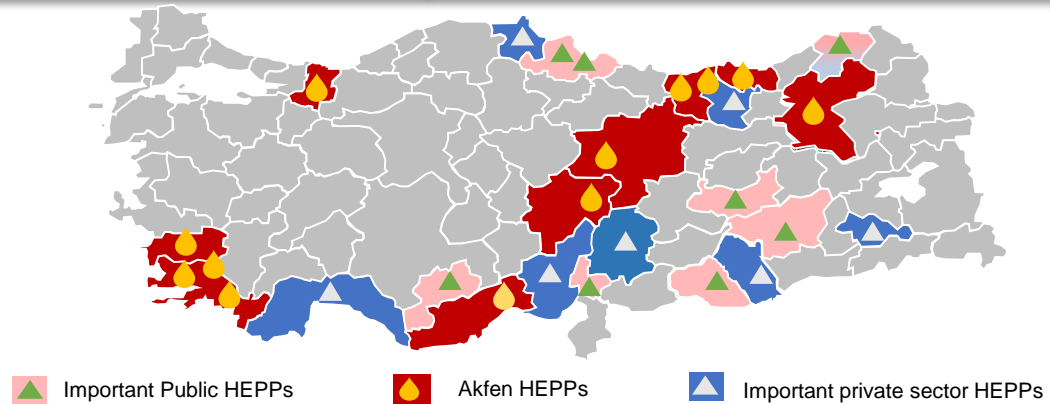 Important Public HEPPs
Akfen HEPPs
Important private sector HEPPs